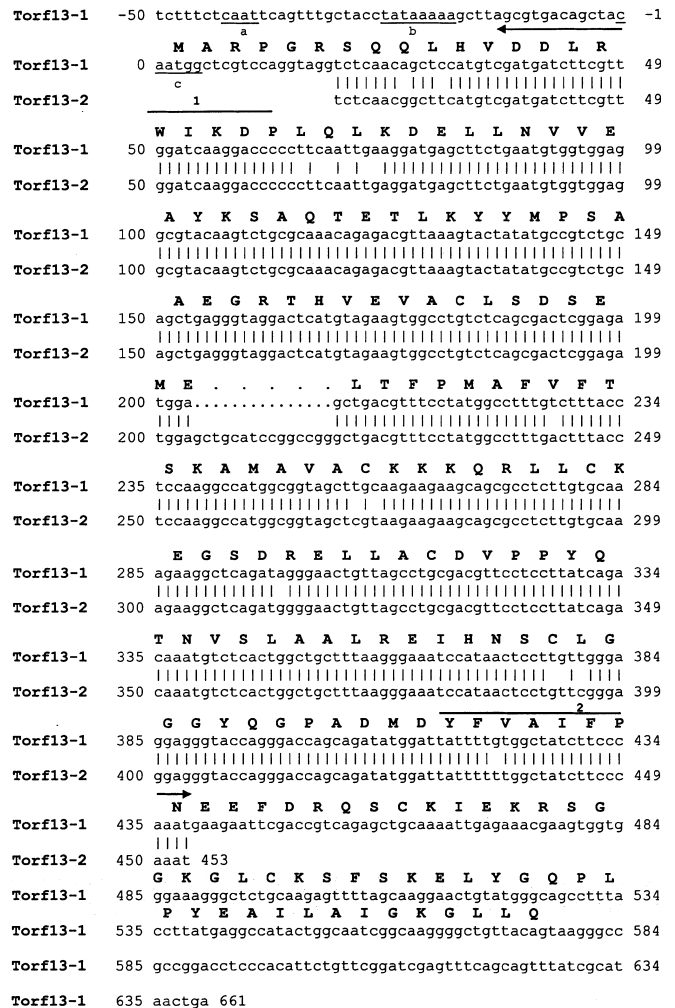 Torf13-1 -50 tctttctccaattcagtttgctacctataaaaagcttagcgtgacagctac -1
a b
M A R P G R S Q Q L H V D D L R
Torf13-1 0 aatggctcgtccaggtaggtctcaacagctccatgtcgatgatcttcgtt 49
c | | | | | | | | | | | | | | | | | | | | | | | | | | | | | |
Torf13-2 1 tctcaacggcttcatgtcgatgatcttcgtt 49
W I K D P L Q L K D E L L N V V E
Torf13-1 50 ggatcaaggacccccttcaattgaaggatgagcttctgaatgtggtggag 99
Torf13-2 50 ggatcaaggacccccccttcaattgaggatgagcttctgaatgtggtggag 99
A Y K S A Q T E T L K Y Y M P S A
Torf13-1 100 gcgtacaagtctgcgcaaacagagacgttaaagtactatatgccgtctgc 149
Torf13-2 100 gcgtacaagtctgcgcaaacagagacgttaaaagtactatatgccgtctgc 149
A E G R T H V E V A C L S D S E
Torf13-1 150 agctgagggtaggactcatgtagaagtggcctgtctcagcgactcggaga 199
Torf13-2 150 agctgagggtaggactcatgtagaagtggcctgtctcagcgactcggaga 199
M E . . . . . L T F P M A F V F T
Torf13-1 200 tgga...............gctgacgtttcctatggcctttgtctttacc 234
Torf13-2 200 tggagctgcatccggccgggctgacgtttcctatggcctttgactttacc 249
S K A M A V A C K K K Q R L L C K
Torf13-1 235 tccaaggccatggcggtagcttgcaagaagaagcagcgcctcttgtgcaa 284
Torf13-2 250 tccaaggccatggcggtagctcgtaagaagaagcagcgcctcttgtgcaa 299
E G S D R E L L A C D V P P Y Q
Torf13-1 285 agaaggctcagatagggaactgttagcctgcgacgttcctccttatcaga 334
Torf13-2 300 agaaggctcagatggggaactgttagcctgcgacgttcctccttatcaga 349
T N V S L A A L R E I H N S C L G
Torf13-1 335 caaatgtctcactggctgctttaagggaaatccataactccttgttggga 384
Torf13-2 350 caaatgtctcactggctgctttaagggaaatccataactcctgttcggga 399
2
G G Y Q G P A D M D Y F V A I F P
Torf13-1 385 ggagggtaccagggaccagcagatatggattattttgtggctatcttccc 434
Torf13-2 400 ggagggtaccagggaccagcagatatggattattttttggctatcttccc 449
N E E F D R Q S C K I E K R S G
Torf13-1 435 aaatgaagaattcgaccgtcagagctgcaaaattgagaaacgaagtggtg 484
Torf13-2 450 aaat 453
G K G L C K S F S K E L Y G Q P L
Torf13-1 485 ggaaagggctctgcaagagttttagcaaggaactgtatgggcagccttta 534
P Y E A I L A I G K G L L Q
Torf13-1 535 ccttatgaggccatactggcaatcggcaaggggctgttacagtaagggcc 584
Torf13-1 585 gccggacctcccacattctgttcggatcgagtttcagcagtttatcgcat 634
Torf13-1 635 aactga 661